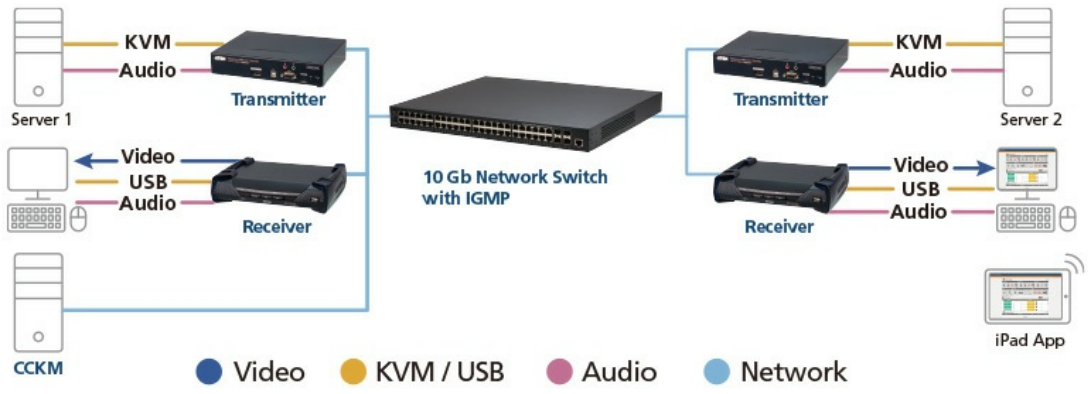 KVM
Audio
Transmitter
Server 1
Video
USB
Audio
Receiver
CCKM
10 Gb Network Switch
with IGMP
KVM
Audio
Transmitter
Server 2
Video
USB
Audio
Receiver
iPad App
Video
KVM / USB
Audio
Network